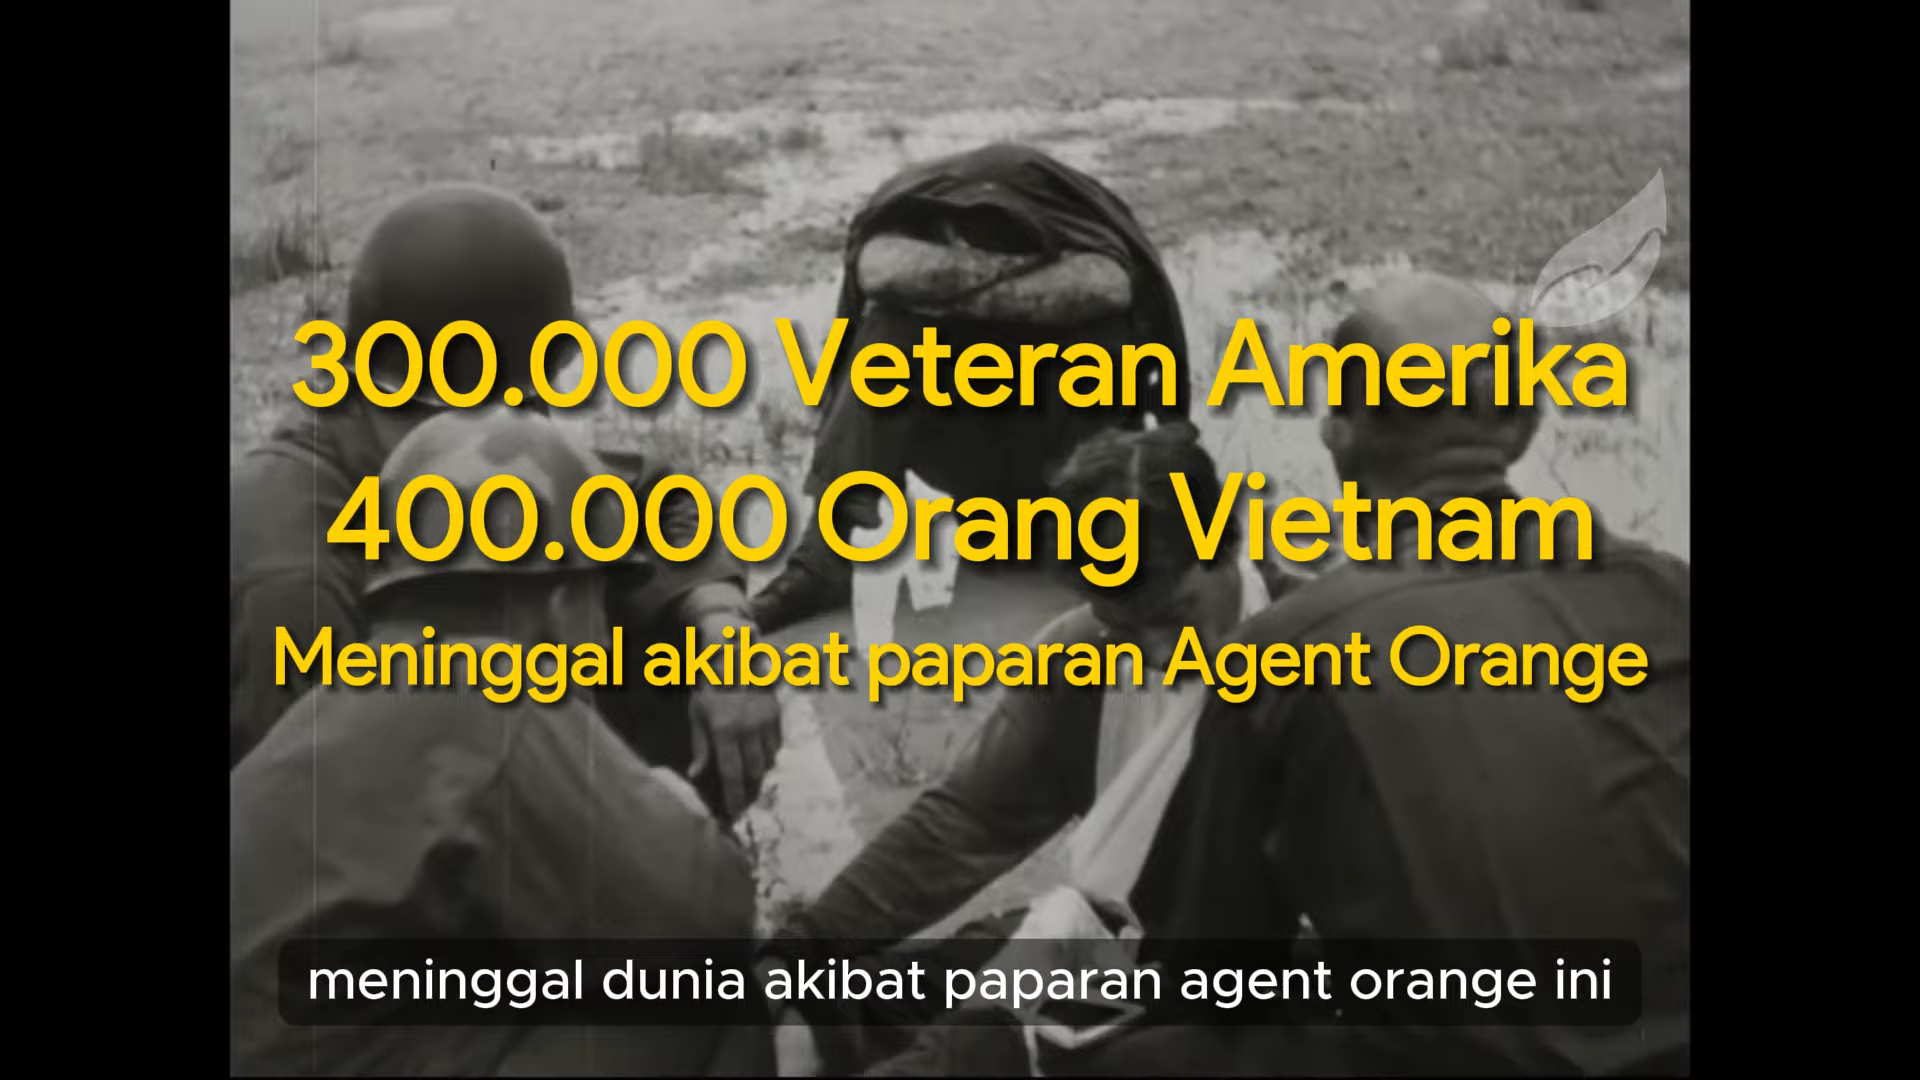 300.000 Veteran Amerika
400.000 Orang Vietnam
Meninggal akibat paparan Agent Orange
meninggal dunia akibat paparan agent orange ini